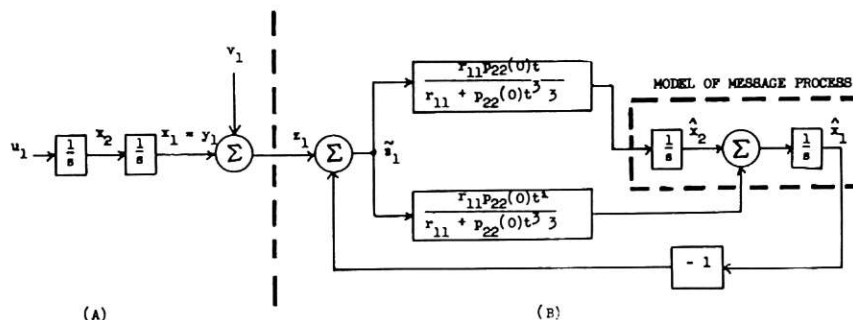 v₁
r₁₁p₂₂(0)t
r₁₁ + p₂₂(0)t³ 3
MODEL OF MESSAGE PROCESS
u₁
1
s
x₂
1
s
x₁ = y₁
Σ
z₁
Σ
z̃₁
1
s
x̂₂
Σ
1
s
x̂₁
r₁₁p₂₂(0)t
r₁₁ + p₂₂(0)t³ 3
- 1
(A)
(B)